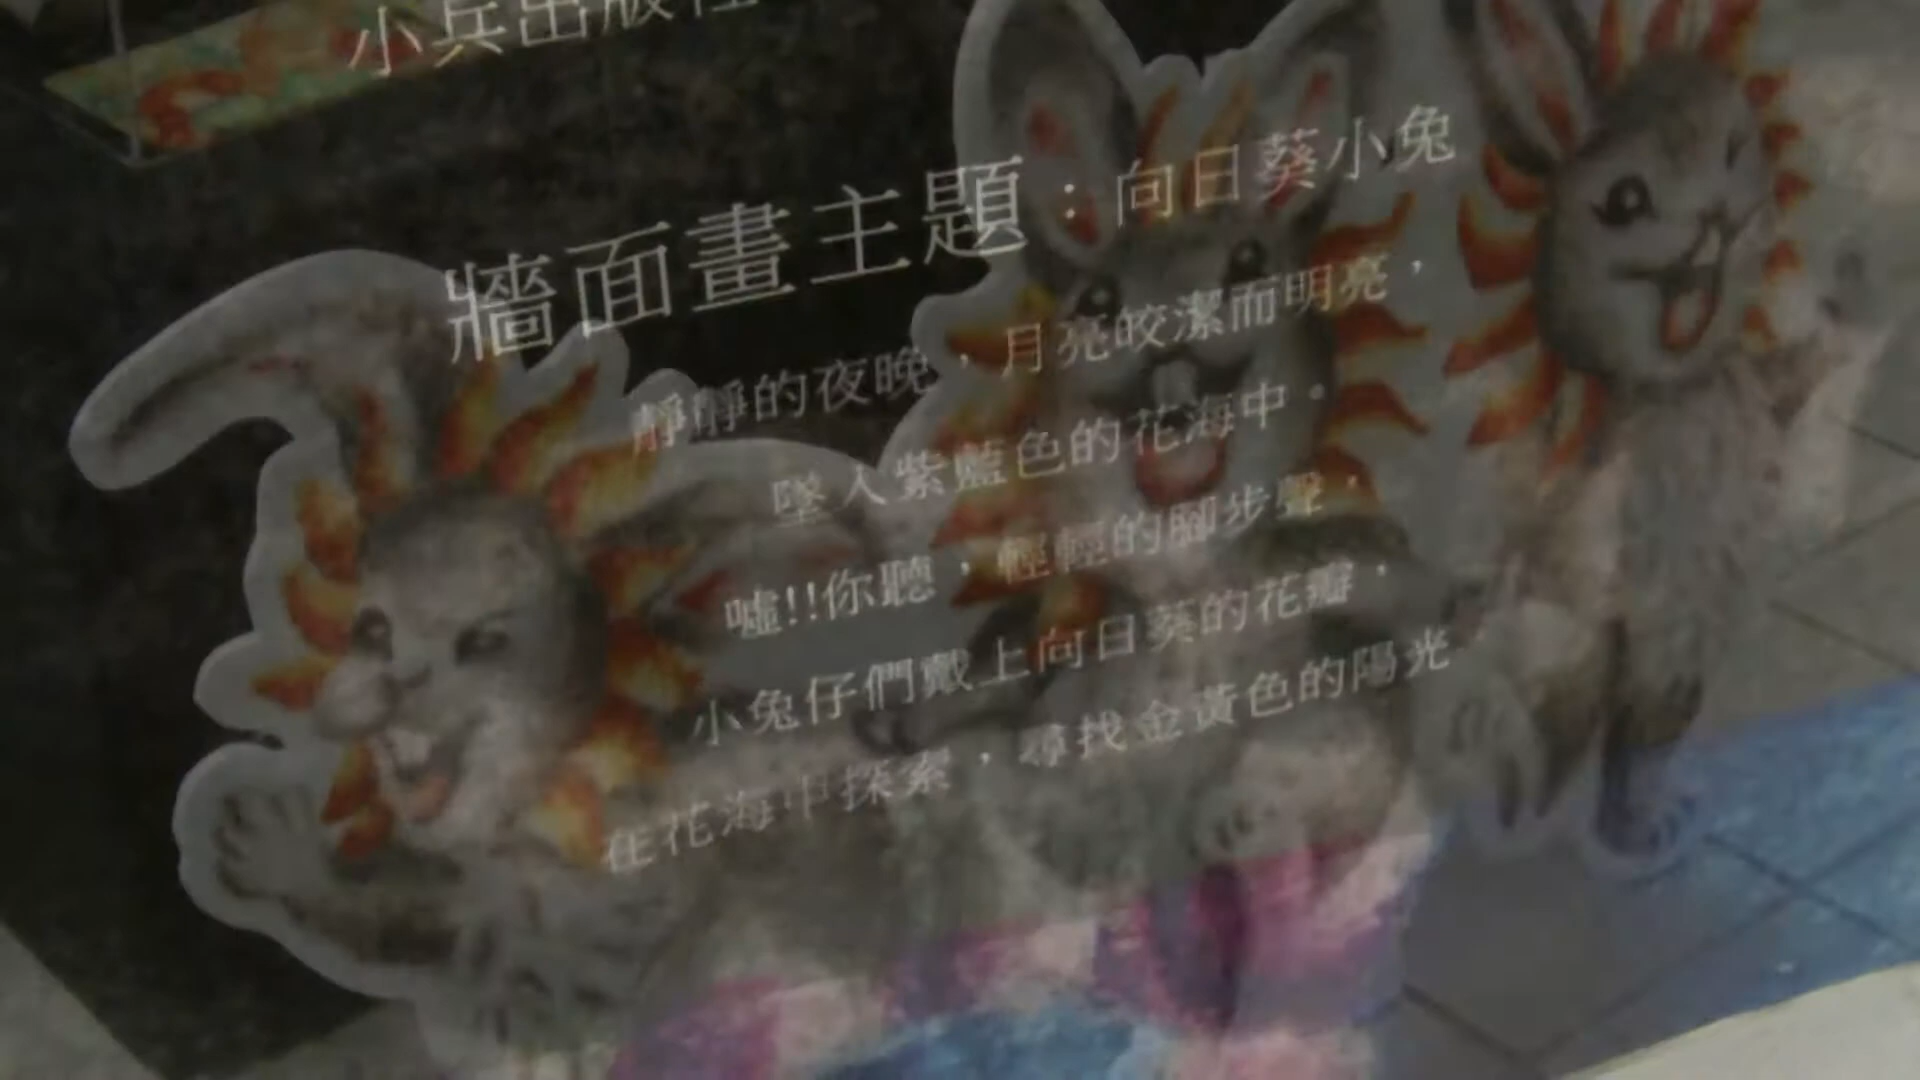 小兵出版社
牆面畫主題：向日葵小兔
靜靜的夜晚，月亮皎潔而明亮，
墜入紫藍色的花海中。
噓!!你聽，輕輕的腳步聲，
小兔仔們戴上向日葵的花瓣，
在花海中探索，尋找金黃色的陽光